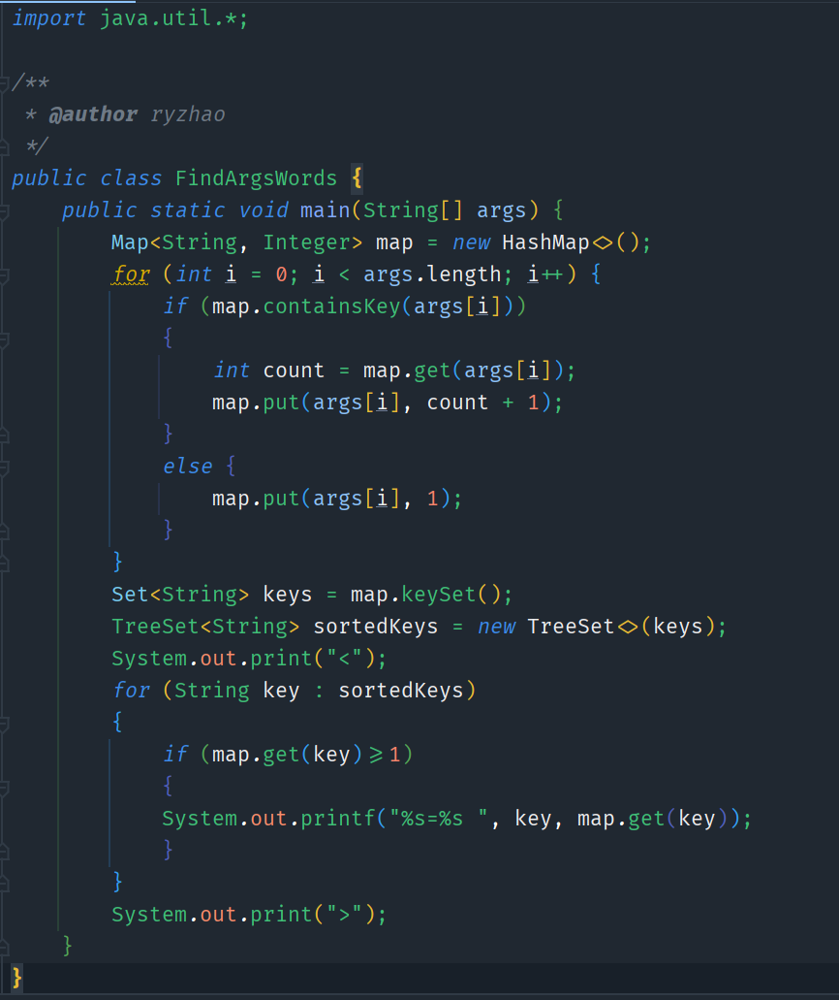 import java.util.*;
/**
 * @author ryzhao
 */
public class FindArgsWords {
    public static void main(String[] args) {
        Map<String, Integer> map = new HashMap<>();
        for (int i = 0; i < args.length; i++) {
            if (map.containsKey(args[i]))
            {
                int count = map.get(args[i]);
                map.put(args[i], count + 1);
            }
            else {
                map.put(args[i], 1);
            }
        }
        Set<String> keys = map.keySet();
        TreeSet<String> sortedKeys = new TreeSet<>(keys);
        System.out.print("<");
        for (String key : sortedKeys)
        {
            if (map.get(key)>=1)
            {
            System.out.printf("%s=%s ", key, map.get(key));
            }
        }
        System.out.print(">");
    }
}